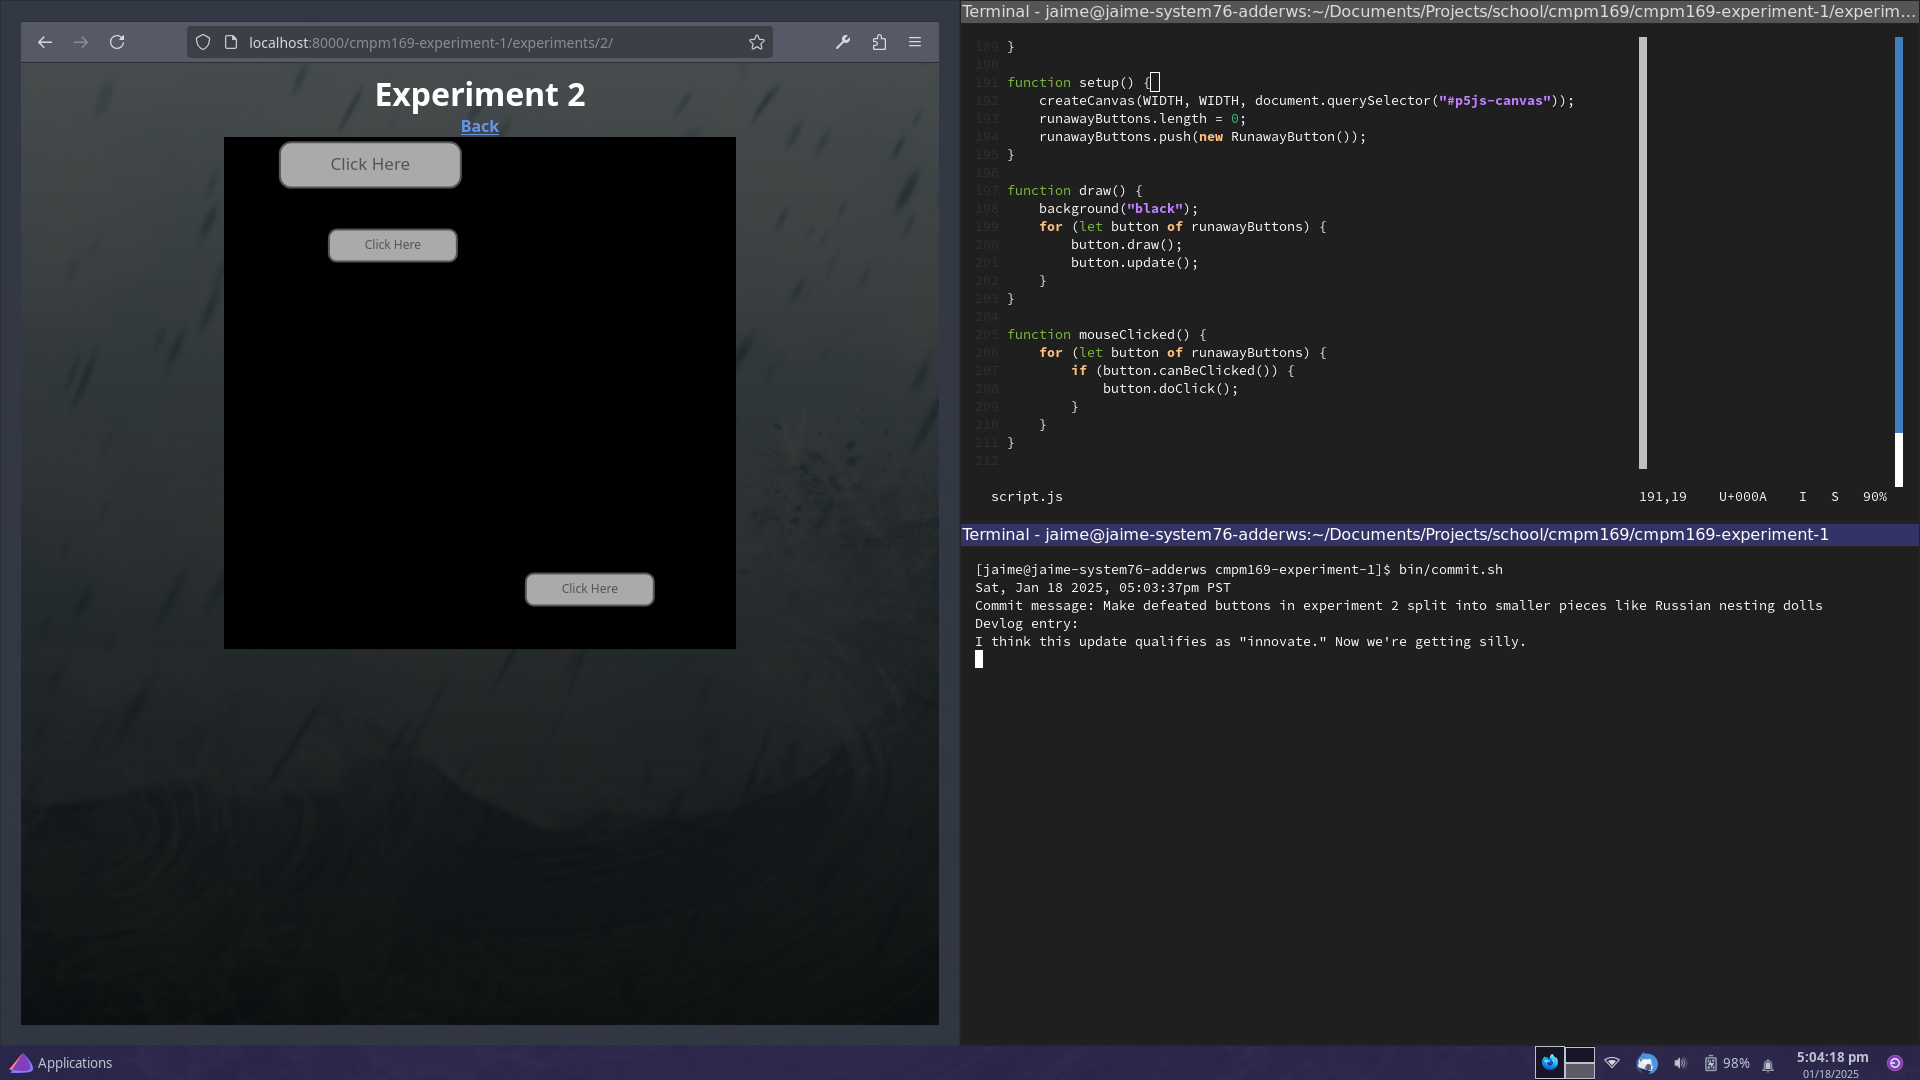 localhost:8000/cmpm169-experiment-1/experiments/2/
Experiment 2
Back
Click Here
Click Here
Click Here
Terminal - jaime@jaime-system76-adderws:~/Documents/Projects/school/cmpm169/cmpm169-experiment-1/experim...
189 }
190
191 function setup() {
192     createCanvas(WIDTH, WIDTH, document.querySelector("#p5js-canvas"));
193     runawayButtons.length = 0;
194     runawayButtons.push(new RunawayButton());
195 }
196
197 function draw() {
198     background("black");
199     for (let button of runawayButtons) {
200         button.draw();
201         button.update();
202     }
203 }
204
205 function mouseClicked() {
206     for (let button of runawayButtons) {
207         if (button.canBeClicked()) {
208             button.doClick();
209         }
210     }
211 }
212
script.js 191,19 U+000A I S 90%
Terminal - jaime@jaime-system76-adderws:~/Documents/Projects/school/cmpm169/cmpm169-experiment-1
[jaime@jaime-system76-adderws cmpm169-experiment-1]$ bin/commit.sh
Sat, Jan 18 2025, 05:03:37pm PST
Commit message: Make defeated buttons in experiment 2 split into smaller pieces like Russian nesting dolls
Devlog entry:
I think this update qualifies as "innovate." Now we're getting silly.
Applications
98%
5:04:18 pm
01/18/2025